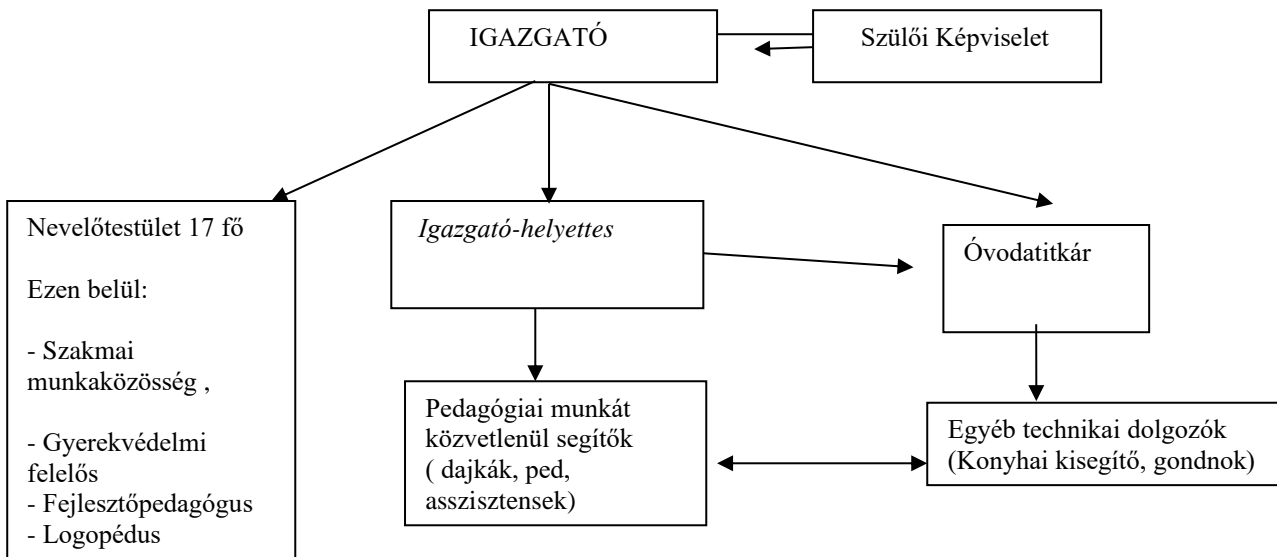 IGAZGATÓ
Szülői Képviselet
Nevelőtestület 17 fő
Ezen belül:
- Szakmai
munkaközösség ,
- Gyerekvédelmi
felelős
- Fejlesztőpedagógus
- Logopédus
Igazgató-helyettes
Óvodatitkár
Pedagógiai munkát
közvetlenül segítők
( dajkák, ped,
asszisztensek)
Egyéb technikai dolgozók
(Konyhai kisegítő, gondnok)